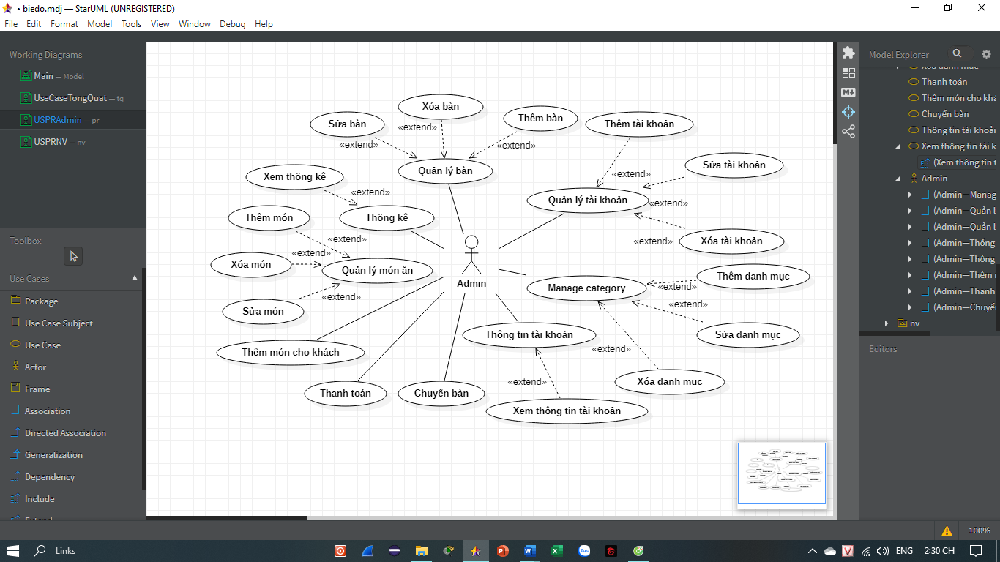 • biedo.mdj — StarUML (UNREGISTERED)
File Edit Format Model Tools View Window Debug Help
Working Diagrams
Main — Model
UseCaseTongQuat — tq
USPRAdmin — pr
USPRNV — nv
Toolbox
Use Cases
Package
Use Case Subject
Use Case
Actor
Frame
Association
Directed Association
Generalization
Dependency
Include
Extend
Xóa bàn
Sửa bàn
Thêm bàn
Thêm tài khoản
«extend»
«extend»
«extend»
Quản lý bàn
Sửa tài khoản
Xem thống kê
«extend»
«extend»
Quản lý tài khoản
«extend»
Thêm món
Thống kê
«extend»
Xóa tài khoản
«extend»
«extend»
Xóa món
Quản lý món ăn
Admin
Thêm danh mục
Manage category
«extend»
«extend»
«extend»
Sửa món
Thông tin tài khoản
Sửa danh mục
«extend»
Thêm món cho khách
«extend»
Xóa danh mục
Thanh toán
Chuyển bàn
Xem thông tin tài khoản
Model Explorer
Xóa danh mục
Thanh toán
Thêm món cho khá
Chuyển bàn
Thông tin tài khoản
Xem thông tin tài k
(Xem thông tin t
Admin
(Admin—Manag
(Admin—Quản l
(Admin—Quản l
(Admin—Thống
(Admin—Thông
(Admin—Thêm
(Admin—Thanh
(Admin—Chuyể
nv
Editors
100%
Links
ENG
2:30 CH